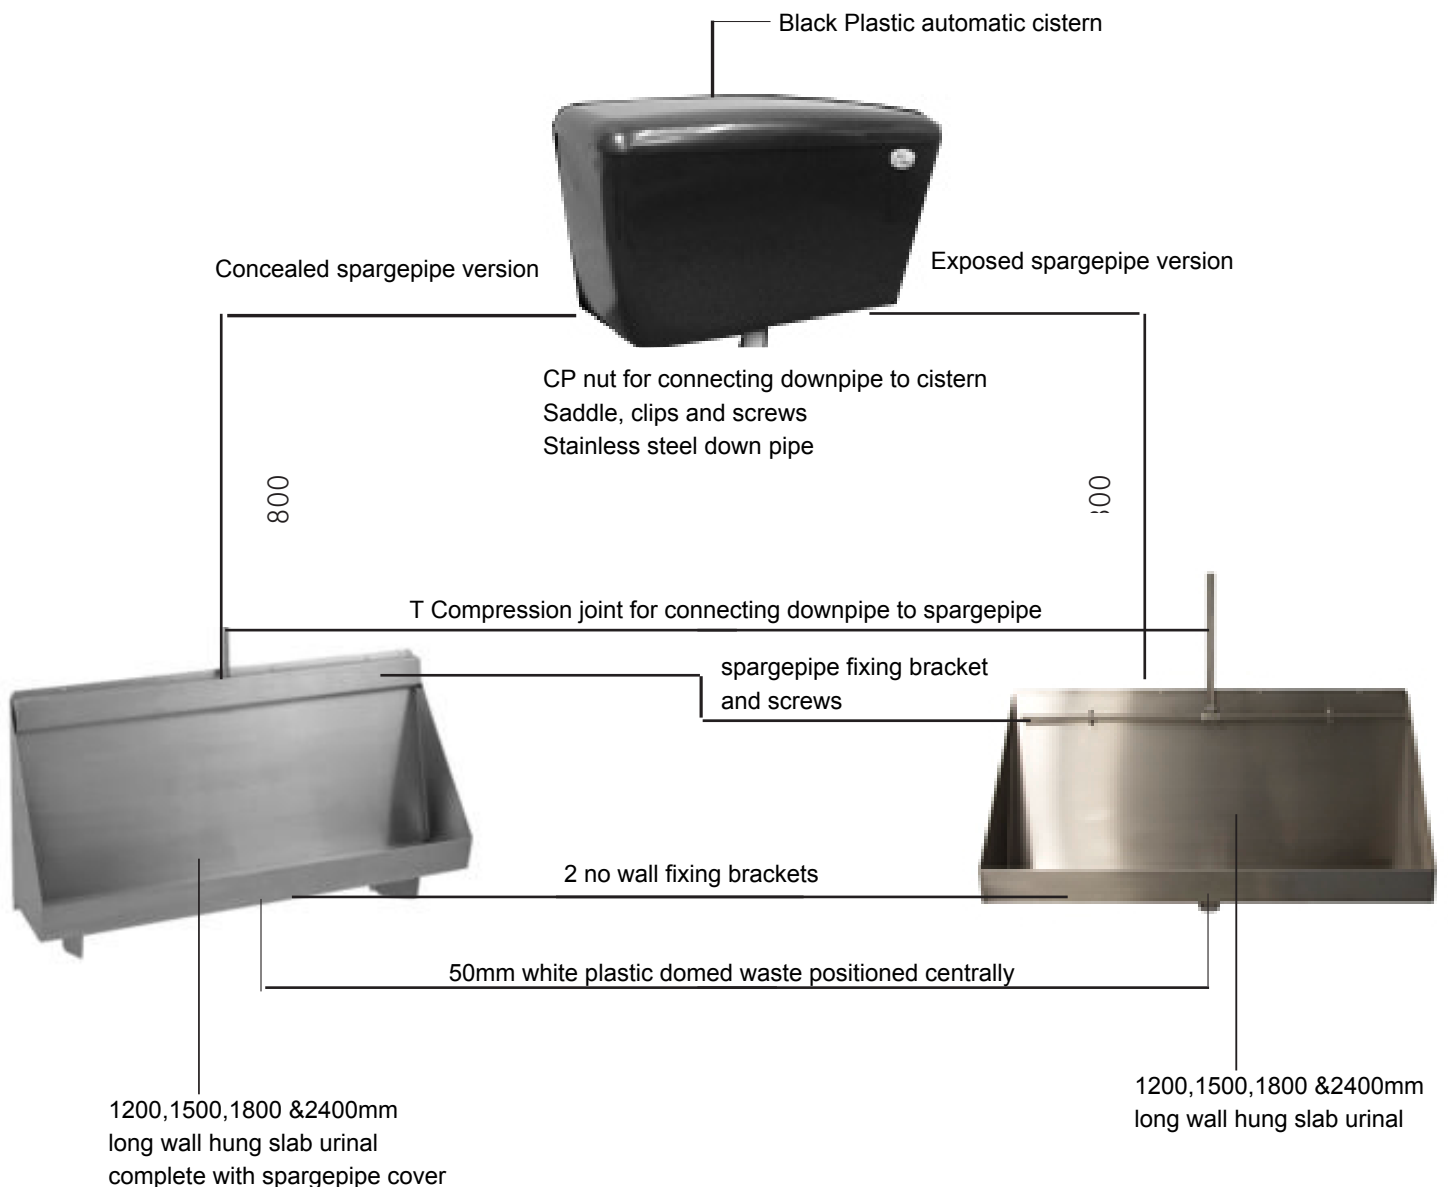 Black Plastic automatic cistern
Concealed spargepipe version
Exposed spargepipe version
CP nut for connecting downpipe to cistern
Saddle, clips and screws
Stainless steel down pipe
800
T Compression joint for connecting downpipe to spargepipe
spargepipe fixing bracket
and screws
2 no wall fixing brackets
50mm white plastic domed waste positioned centrally
1200,1500,1800 &2400mm
long wall hung slab urinal
complete with spargepipe cover
1200,1500,1800 &2400mm
long wall hung slab urinal